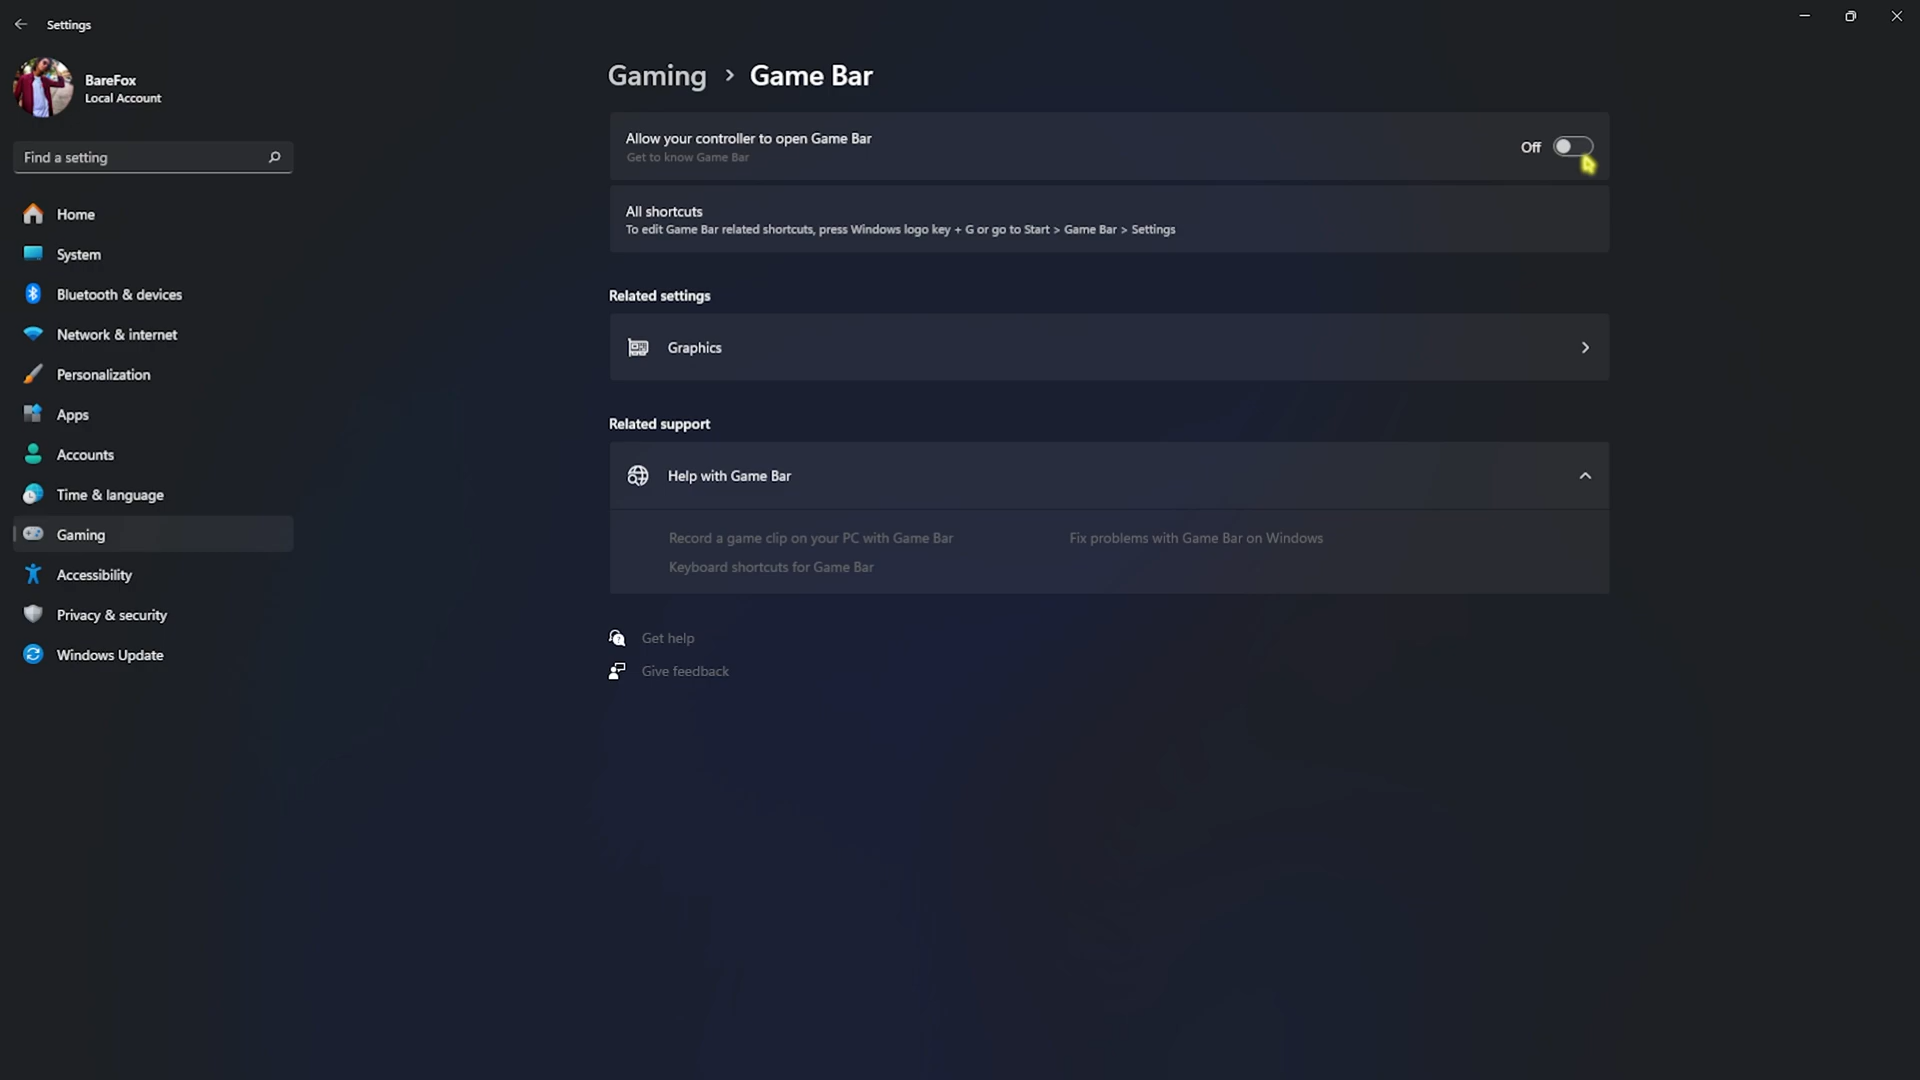 Settings
BareFox
Local Account
Find a setting
Home
System
Bluetooth & devices
Network & internet
Personalization
Apps
Accounts
Time & language
Gaming
Accessibility
Privacy & security
Windows Update
Gaming > Game Bar
Allow your controller to open Game Bar
Get to know Game Bar
Off
All shortcuts
To edit Game Bar related shortcuts, press Windows logo key + G or go to Start > Game Bar > Settings
Related settings
Graphics
Related support
Help with Game Bar
Record a game clip on your PC with Game Bar
Fix problems with Game Bar on Windows
Keyboard shortcuts for Game Bar
Get help
Give feedback